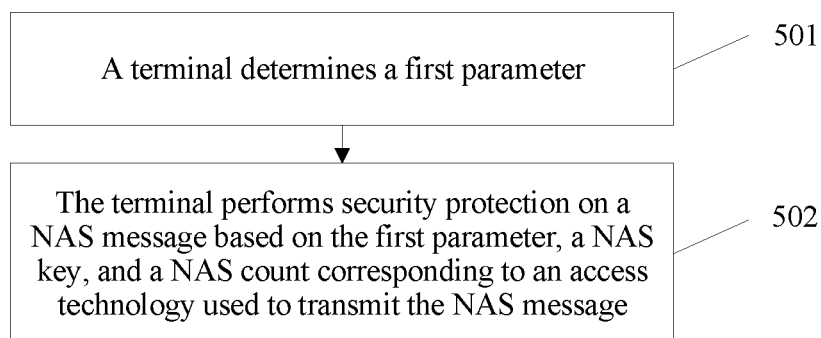 A terminal determines a first parameter
501
The terminal performs security protection on a
NAS message based on the first parameter, a NAS
key, and a NAS count corresponding to an access
technology used to transmit the NAS message
502